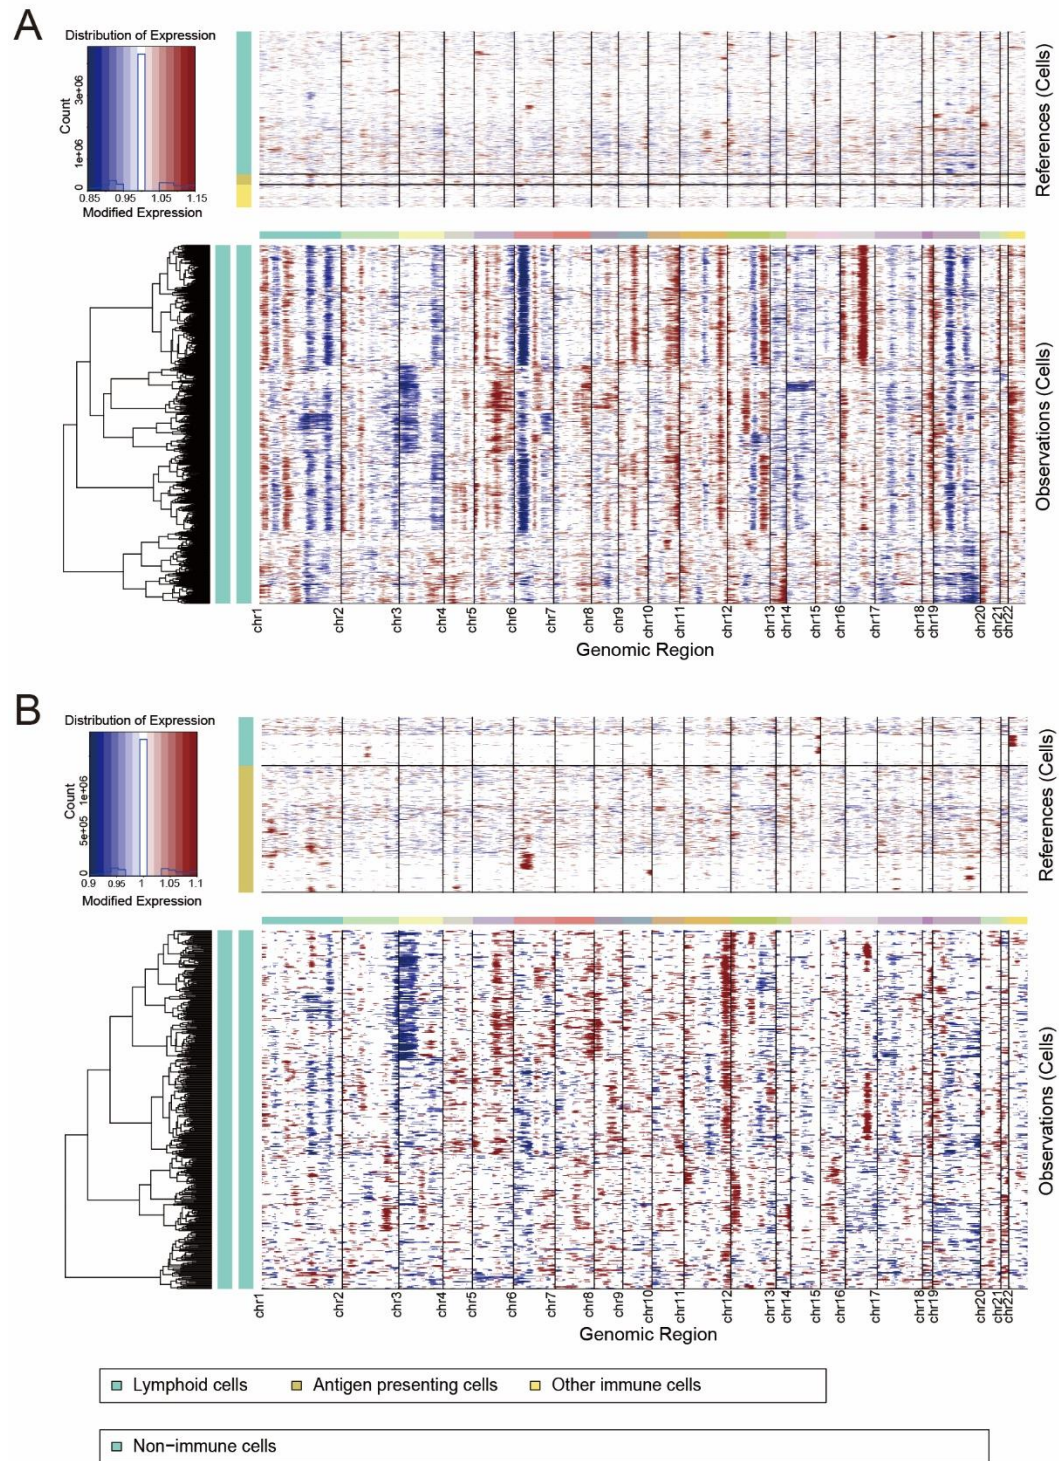 A
Distribution of Expression
Count
0 1e+06 3e+06
0.85 0.95 1.05 1.15
Modified Expression
References (Cells)
Observations (Cells)
chr1 chr2 chr3 chr4 chr5 chr6 chr7 chr8 chr9 chr10 chr11 chr12 chr13 chr14 chr15 chr16 chr17 chr18 chr19 chr20 chr21 chr22
Genomic Region
B
Distribution of Expression
Count
0 5e+05 1e+06
0.9 0.95 1 1.05 1.1
Modified Expression
References (Cells)
Observations (Cells)
chr1 chr2 chr3 chr4 chr5 chr6 chr7 chr8 chr9 chr10 chr11 chr12 chr13 chr14 chr15 chr16 chr17 chr18 chr19 chr20 chr21 chr22
Genomic Region
Lymphoid cells Antigen presenting cells Other immune cells
Non−immune cells